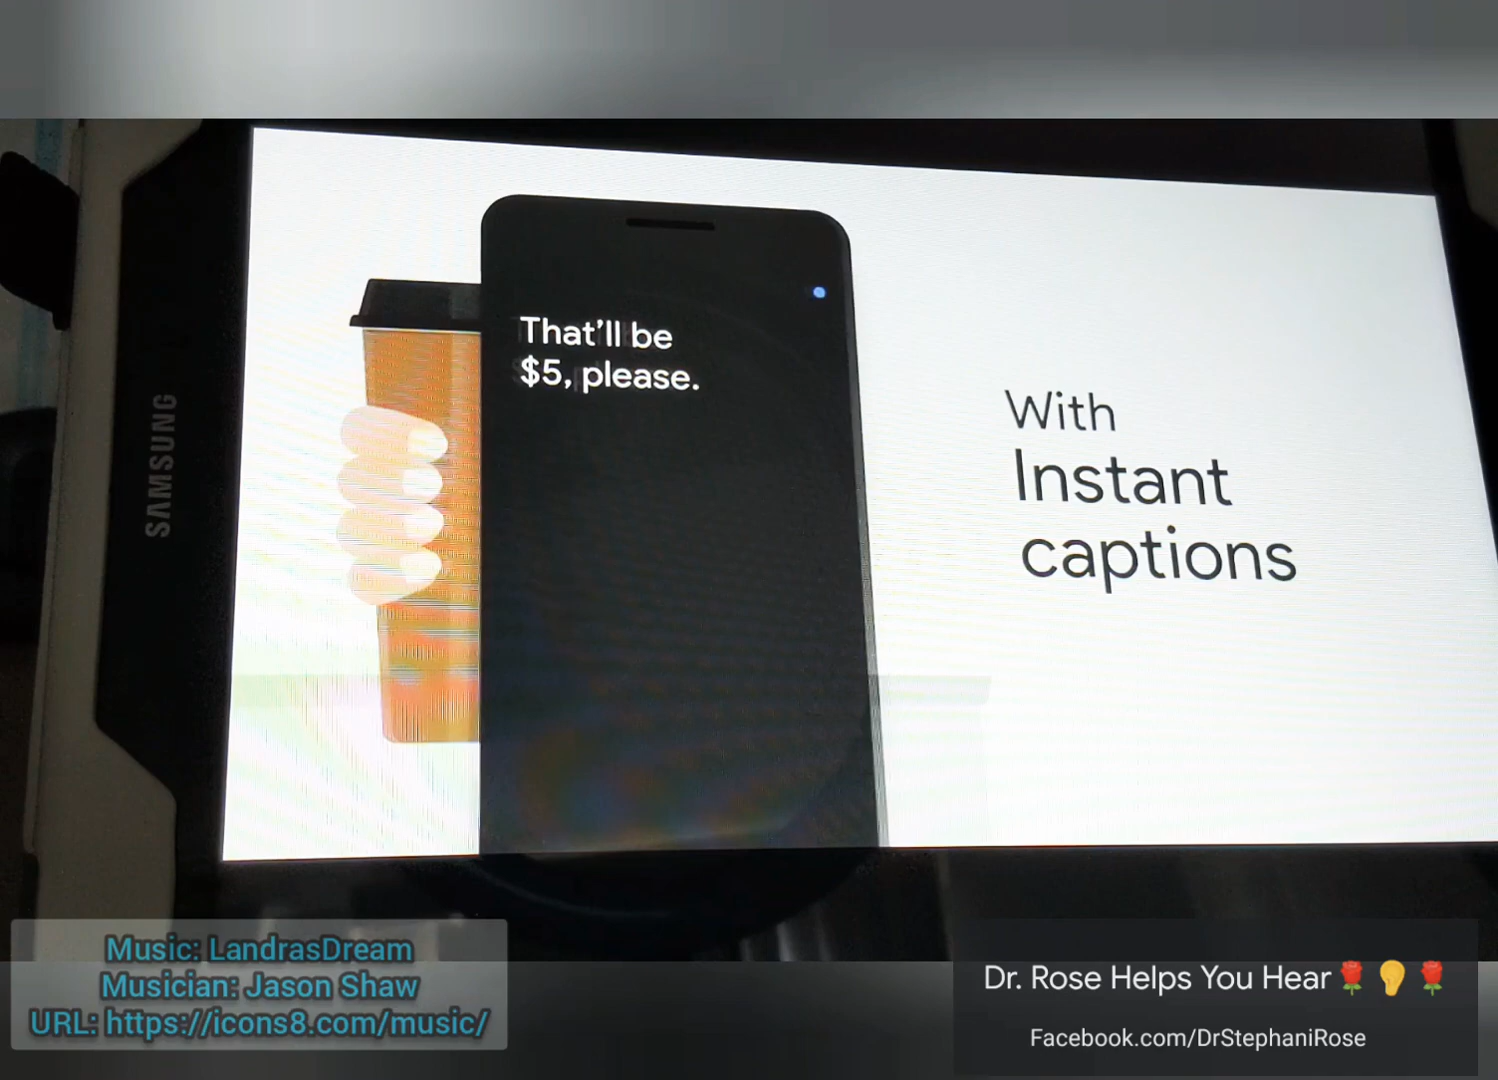 SAMSUNG
That'll be
$5, please.
With
Instant
captions
Music: LandrasDream
Musician: Jason Shaw
URL: https://icons8.com/music/
Dr. Rose Helps You Hear🌹👂🌹
Facebook.com/DrStephaniRose